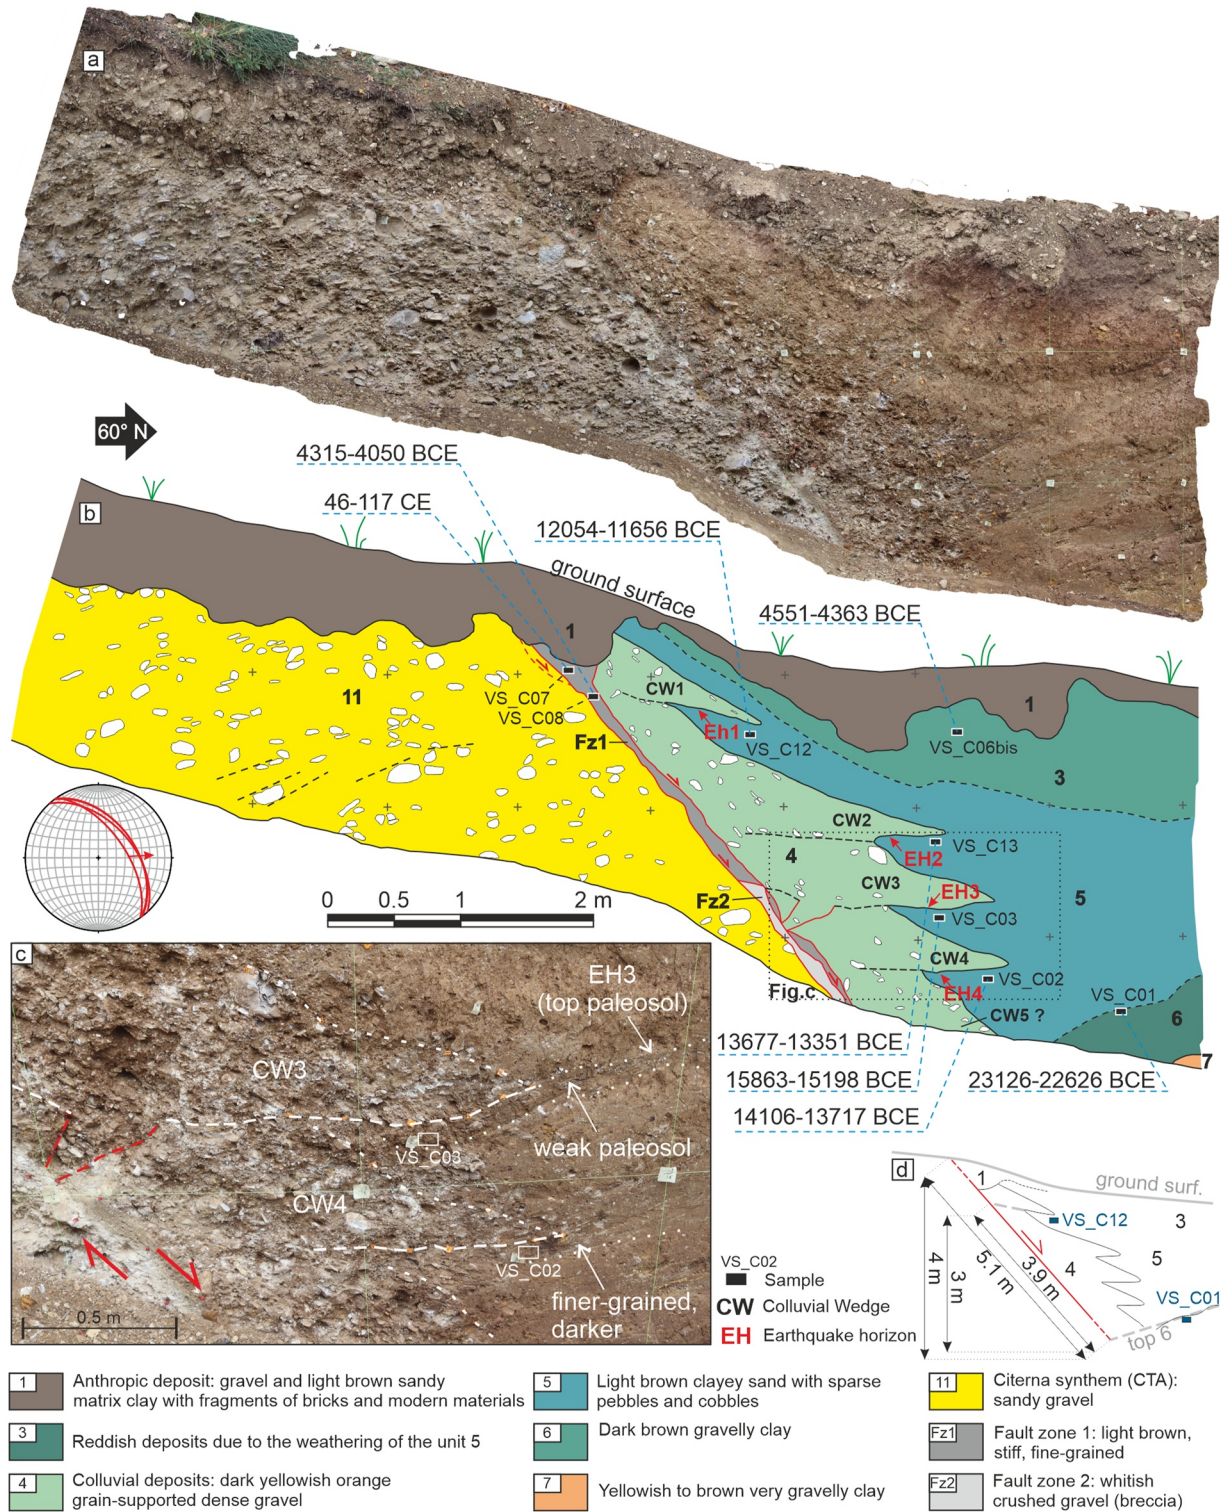 a
60° N
4315-4050 BCE
46-117 CE
b
12054-11656 BCE
ground surface
4551-4363 BCE
1
VS_C07
VS_C08
11
CW1
Eh1
VS_C12
1
VS_C06bis
3
Fz1
CW2
EH2
VS_C13
4
CW3
EH3
5
VS_C03
Fz2
CW4
VS_C02
EH4
Fig.c
CW5 ?
VS_C01
6
7
0 0.5 1 2 m
13677-13351 BCE
15863-15198 BCE
23126-22626 BCE
14106-13717 BCE
c
EH3
(top paleosol)
CW3
weak paleosol
VS_C03
CW4
VS_C02
finer-grained,
darker
0.5 m
d
ground surf.
1
VS_C12
3
4 m
3 m
5.1 m
3.9 m
4
5
VS_C01
top 6
VS_C02
Sample
CW Colluvial Wedge
EH Earthquake horizon
1 Anthropic deposit: gravel and light brown sandy
matrix clay with fragments of bricks and modern materials
3 Reddish deposits due to the weathering of the unit 5
4 Colluvial deposits: dark yellowish orange
grain-supported dense gravel
5 Light brown clayey sand with sparse
pebbles and cobbles
6 Dark brown gravelly clay
7 Yellowish to brown very gravelly clay
11 Citerna synthem (CTA):
sandy gravel
Fz1 Fault zone 1: light brown,
stiff, fine-grained
Fz2 Fault zone 2: whitish
crushed gravel (breccia)